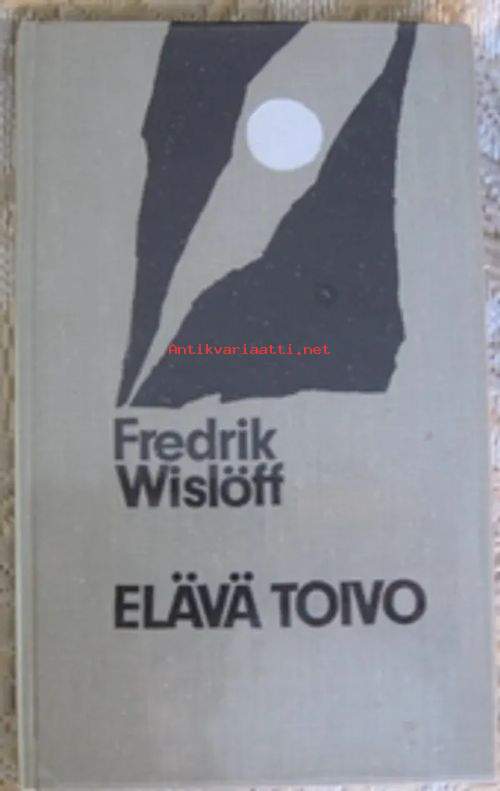 Antikvariaatti.net
Fredrik
Wislöff
ELÄVÄ TOIVO